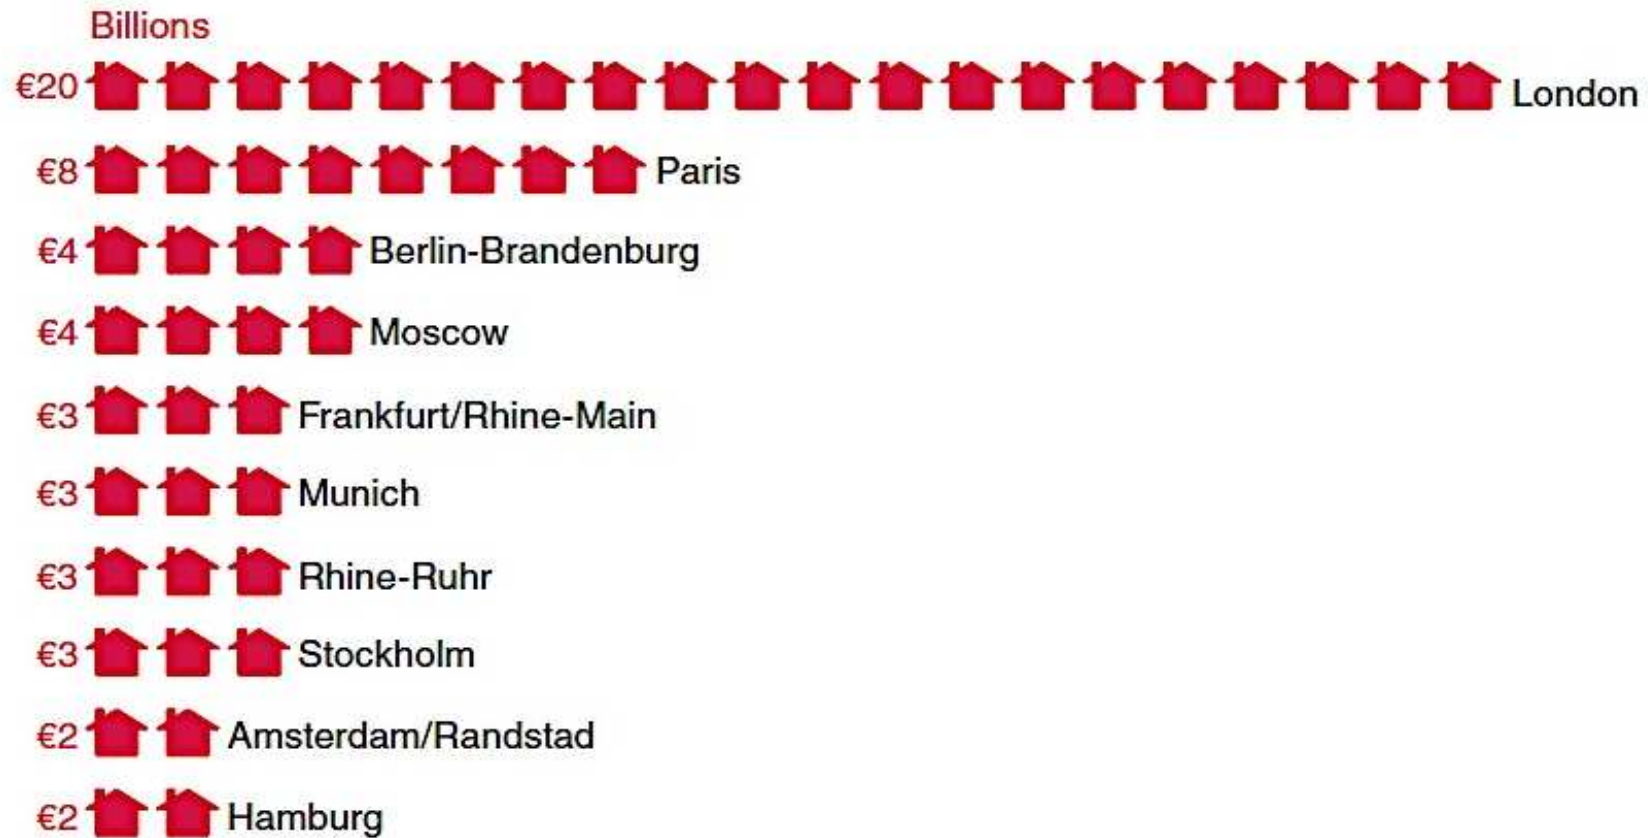 Billions
€20 London
€8 Paris
€4 Berlin-Brandenburg
€4 Moscow
€3 Frankfurt/Rhine-Main
€3 Munich
€3 Rhine-Ruhr
€3 Stockholm
€2 Amsterdam/Randstad
€2 Hamburg